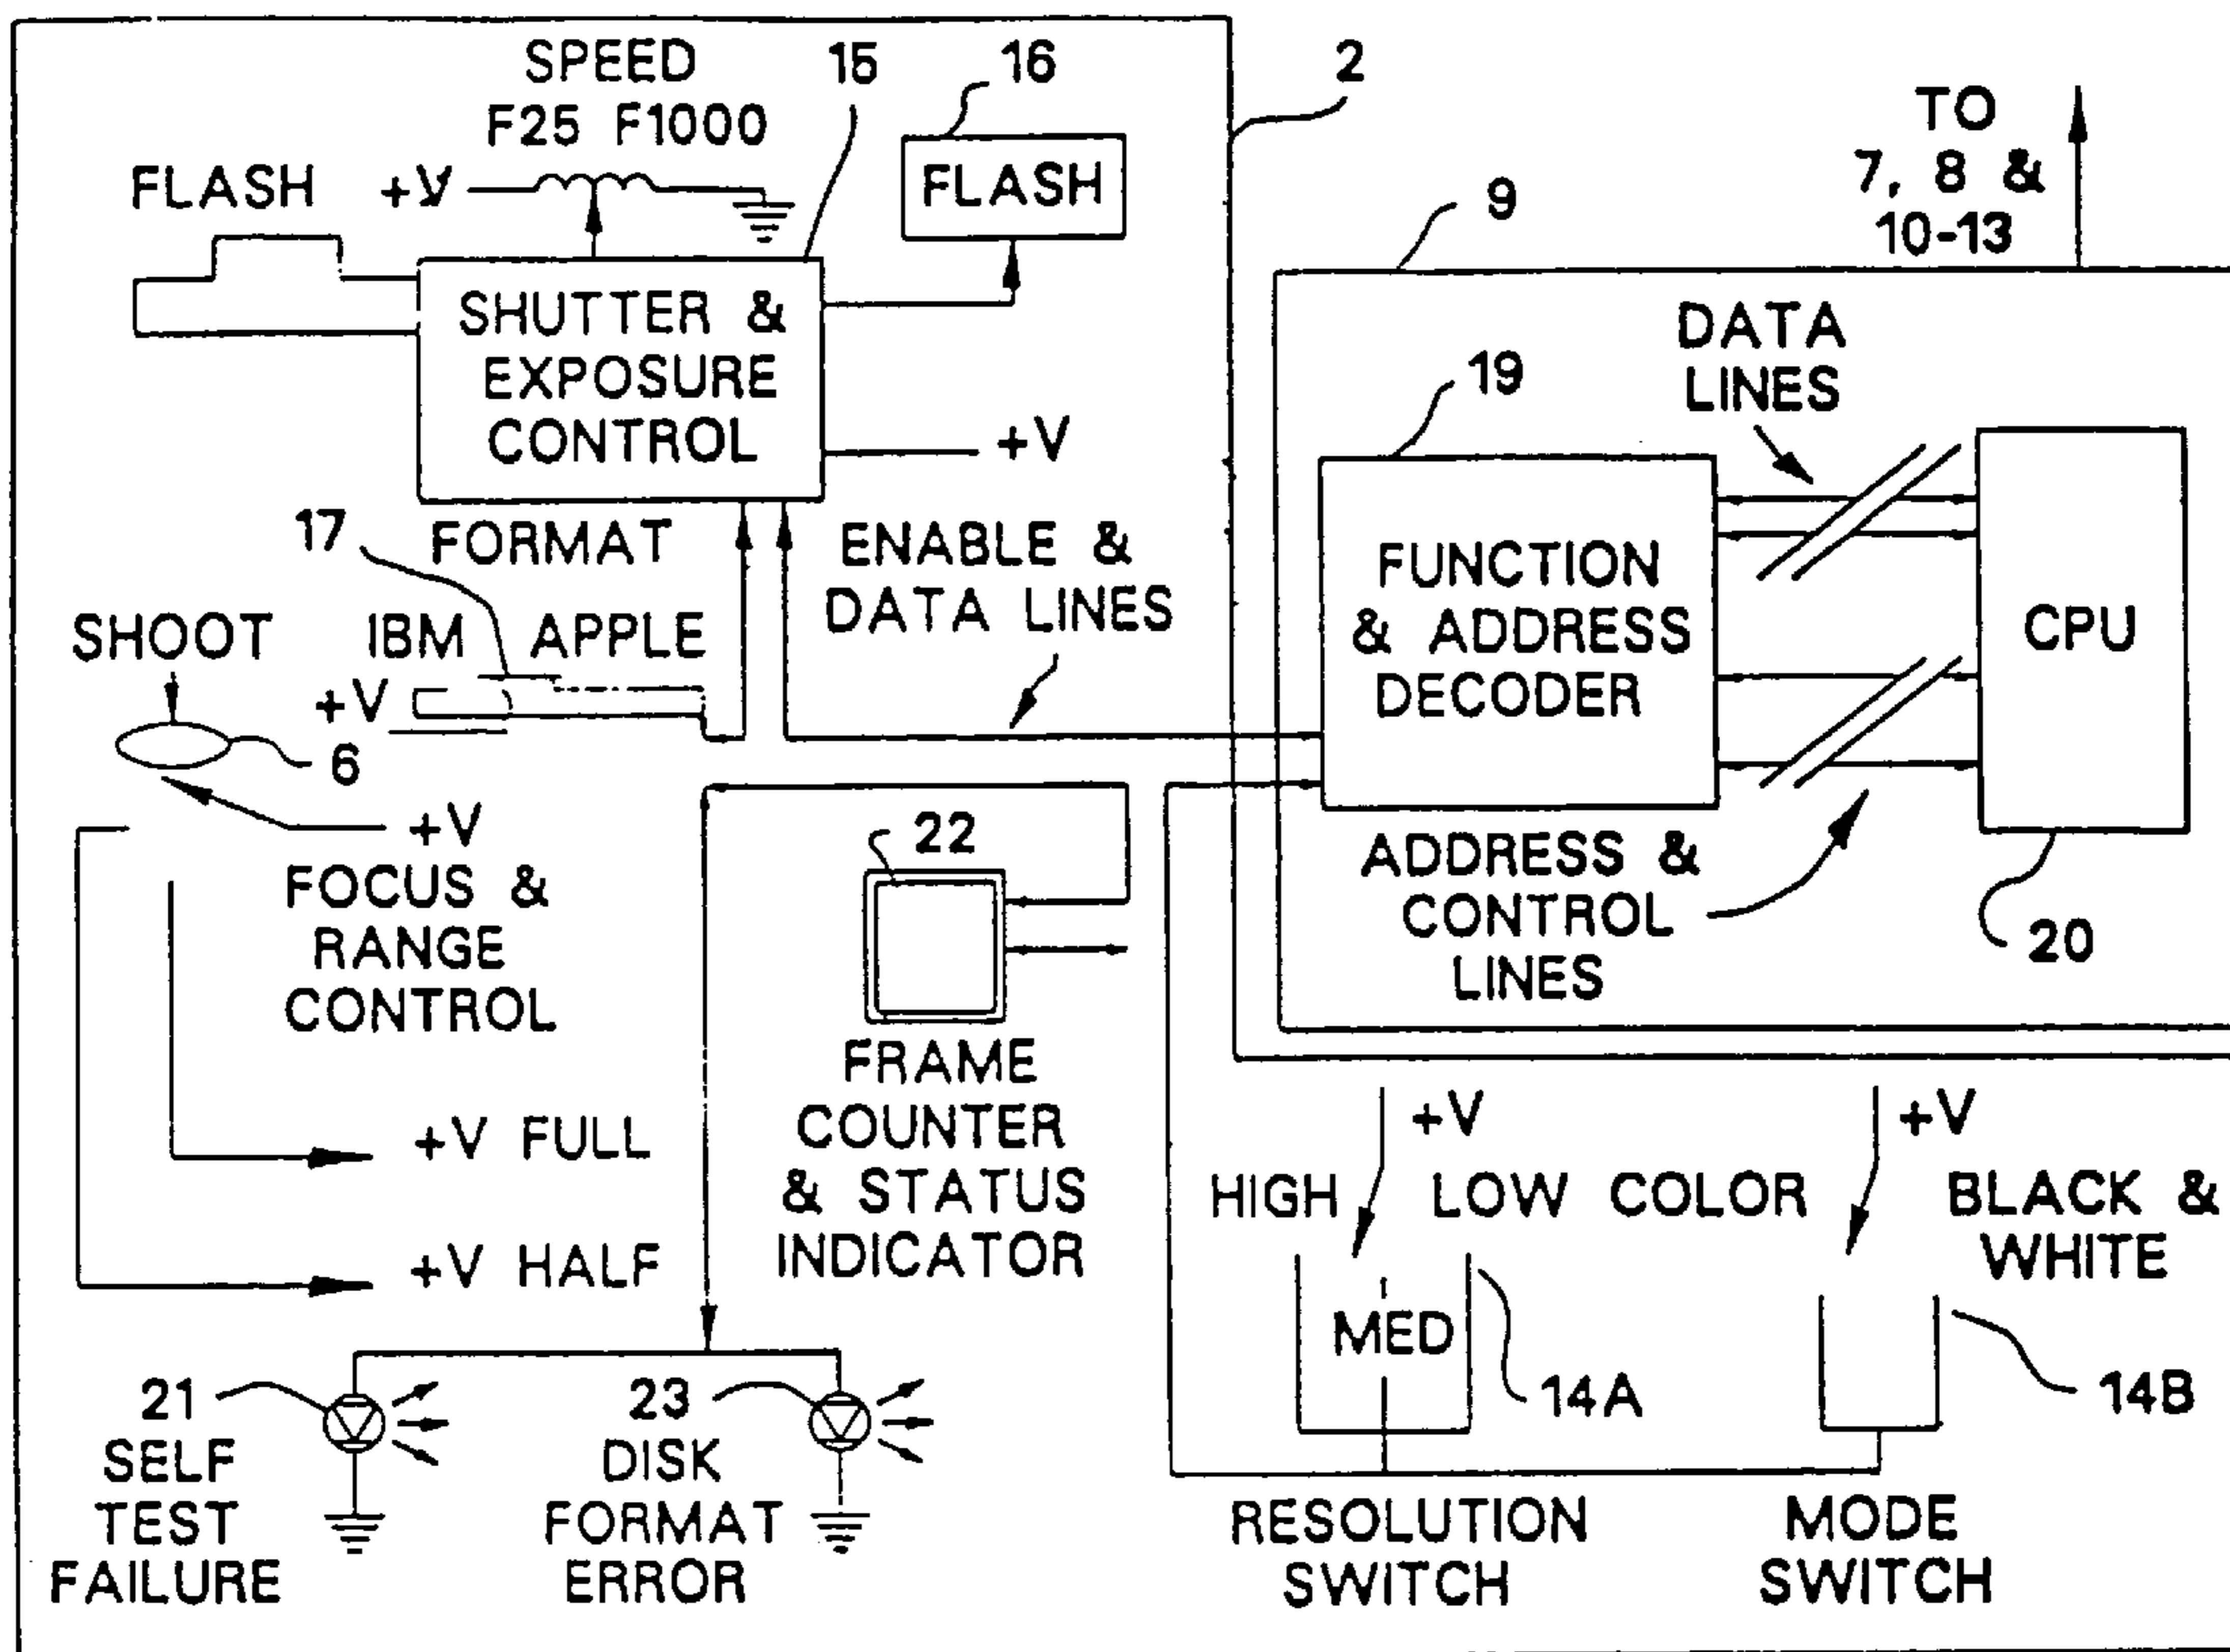 SPEED
F25 F1000
15
16
2
FLASH
+V
FLASH
TO
7, 8 &
10-13
9
SHUTTER &
EXPOSURE
CONTROL
+V
19
DATA
LINES
17
FORMAT
IBM APPLE
+V
ENABLE &
DATA LINES
FUNCTION
& ADDRESS
DECODER
CPU
SHOOT
6
+V
FOCUS &
RANGE
CONTROL
22
FRAME
COUNTER
& STATUS
INDICATOR
ADDRESS &
CONTROL
LINES
20
+V FULL
+V HALF
+V
HIGH
LOW
MED
14A
+V
COLOR
BLACK &
WHITE
14B
21
SELF
TEST
FAILURE
23
DISK
FORMAT
ERROR
RESOLUTION
SWITCH
MODE
SWITCH